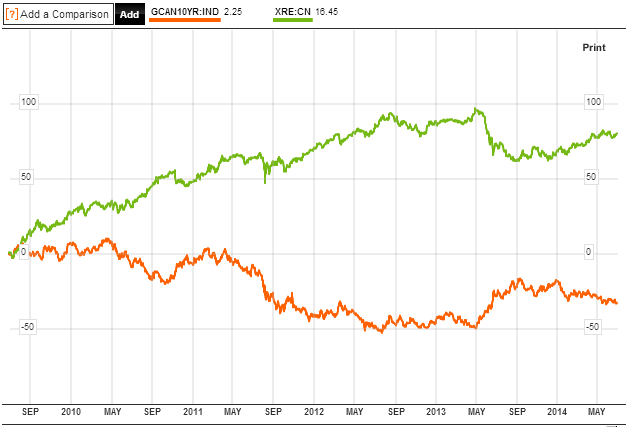 [?] Add a Comparison Add GCAN10YR:IND 2.25 XRE:CN 16.45
Print
100 100
50 50
0 0
-50 -50
SEP 2010 MAY SEP 2011 MAY SEP 2012 MAY SEP 2013 MAY SEP 2014 MAY